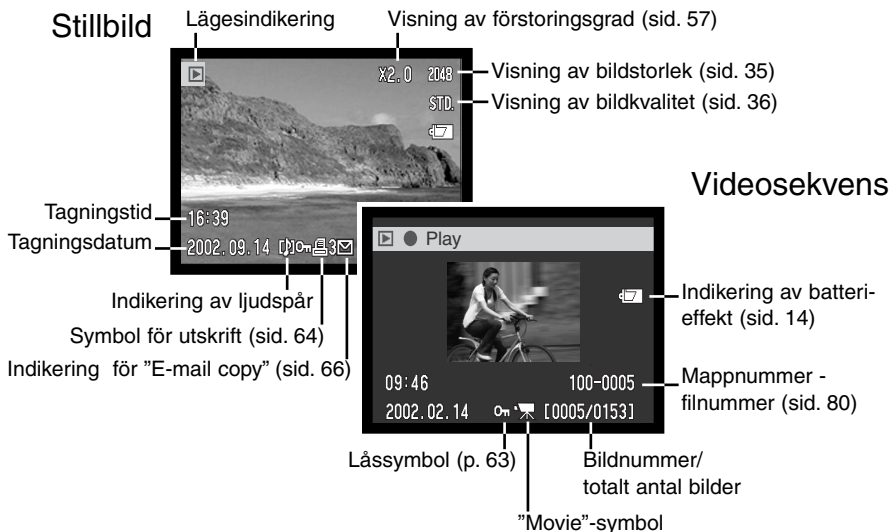 Stillbild
Lägesindikering
Visning av förstoringsgrad (sid. 57)
X2.0 2048
Visning av bildstorlek (sid. 35)
STD.
Visning av bildkvalitet (sid. 36)
Videosekvens
Tagningstid
16:39
Tagningsdatum
2002.09.14 3
Play
Indikering av ljudspår
Symbol för utskrift (sid. 64)
Indikering för ”E-mail copy” (sid. 66)
Indikering av batteri-
effekt (sid. 14)
09:46 100-0005
Mappnummer -
filnummer (sid. 80)
2002.02.14 [0005/0153]
Låssymbol (p. 63)
Bildnummer/
totalt antal bilder
”Movie”-symbol